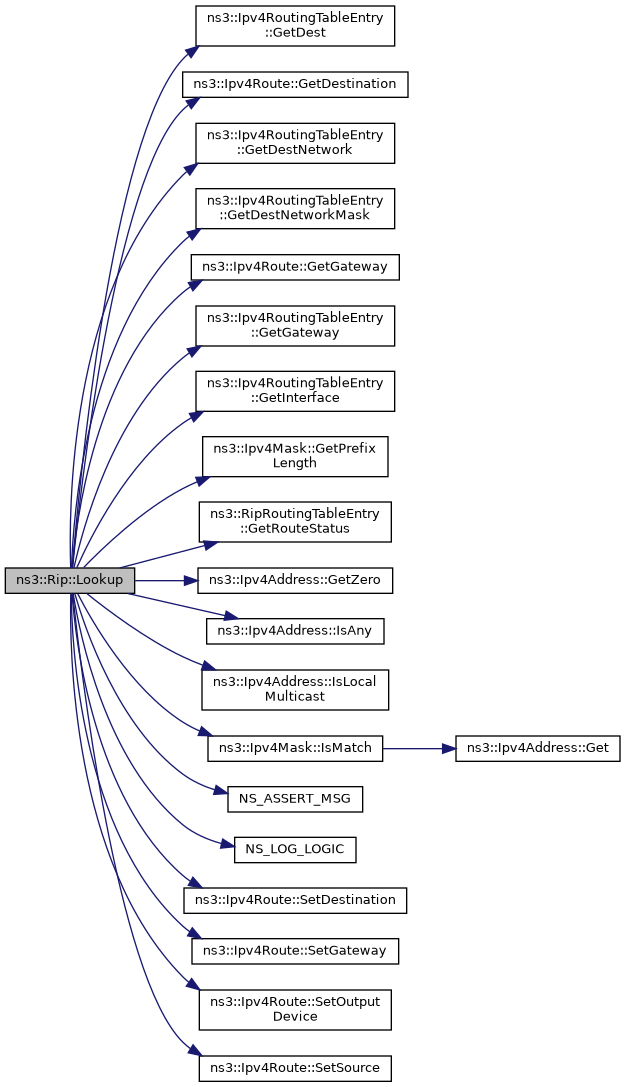 ns3::Ipv4RoutingTableEntry
::GetDest
ns3::Ipv4Route::GetDestination
ns3::Ipv4RoutingTableEntry
::GetDestNetwork
ns3::Ipv4RoutingTableEntry
::GetDestNetworkMask
ns3::Ipv4Route::GetGateway
ns3::Ipv4RoutingTableEntry
::GetGateway
ns3::Ipv4RoutingTableEntry
::GetInterface
ns3::Ipv4Mask::GetPrefix
Length
ns3::RipRoutingTableEntry
::GetRouteStatus
ns3::Rip::Lookup
ns3::Ipv4Address::GetZero
ns3::Ipv4Address::IsAny
ns3::Ipv4Address::IsLocal
Multicast
ns3::Ipv4Mask::IsMatch
ns3::Ipv4Address::Get
NS_ASSERT_MSG
NS_LOG_LOGIC
ns3::Ipv4Route::SetDestination
ns3::Ipv4Route::SetGateway
ns3::Ipv4Route::SetOutput
Device
ns3::Ipv4Route::SetSource